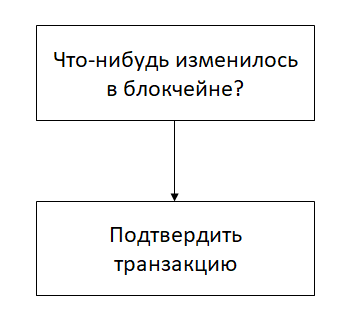 Что-нибудь изменилось
в блокчейне?
Подтвердить
транзакцию